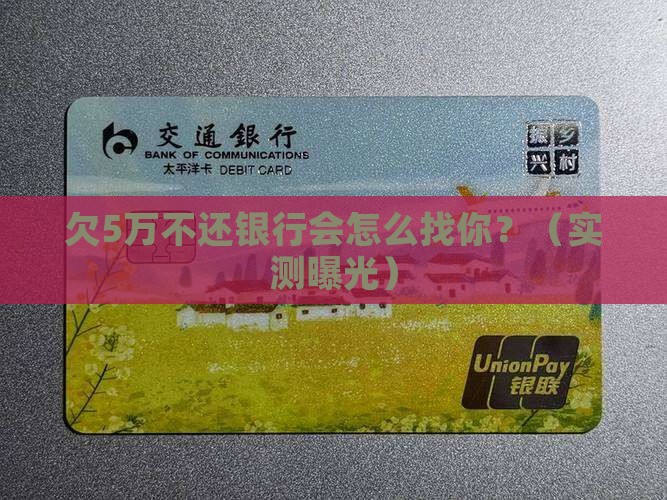 交通銀行
BANK OF COMMUNICATIONS
太平洋卡 DEBIT CARD
振乡
兴村
欠5万不还银行会怎么找你？（实
测曝光）
UnionPay
银联